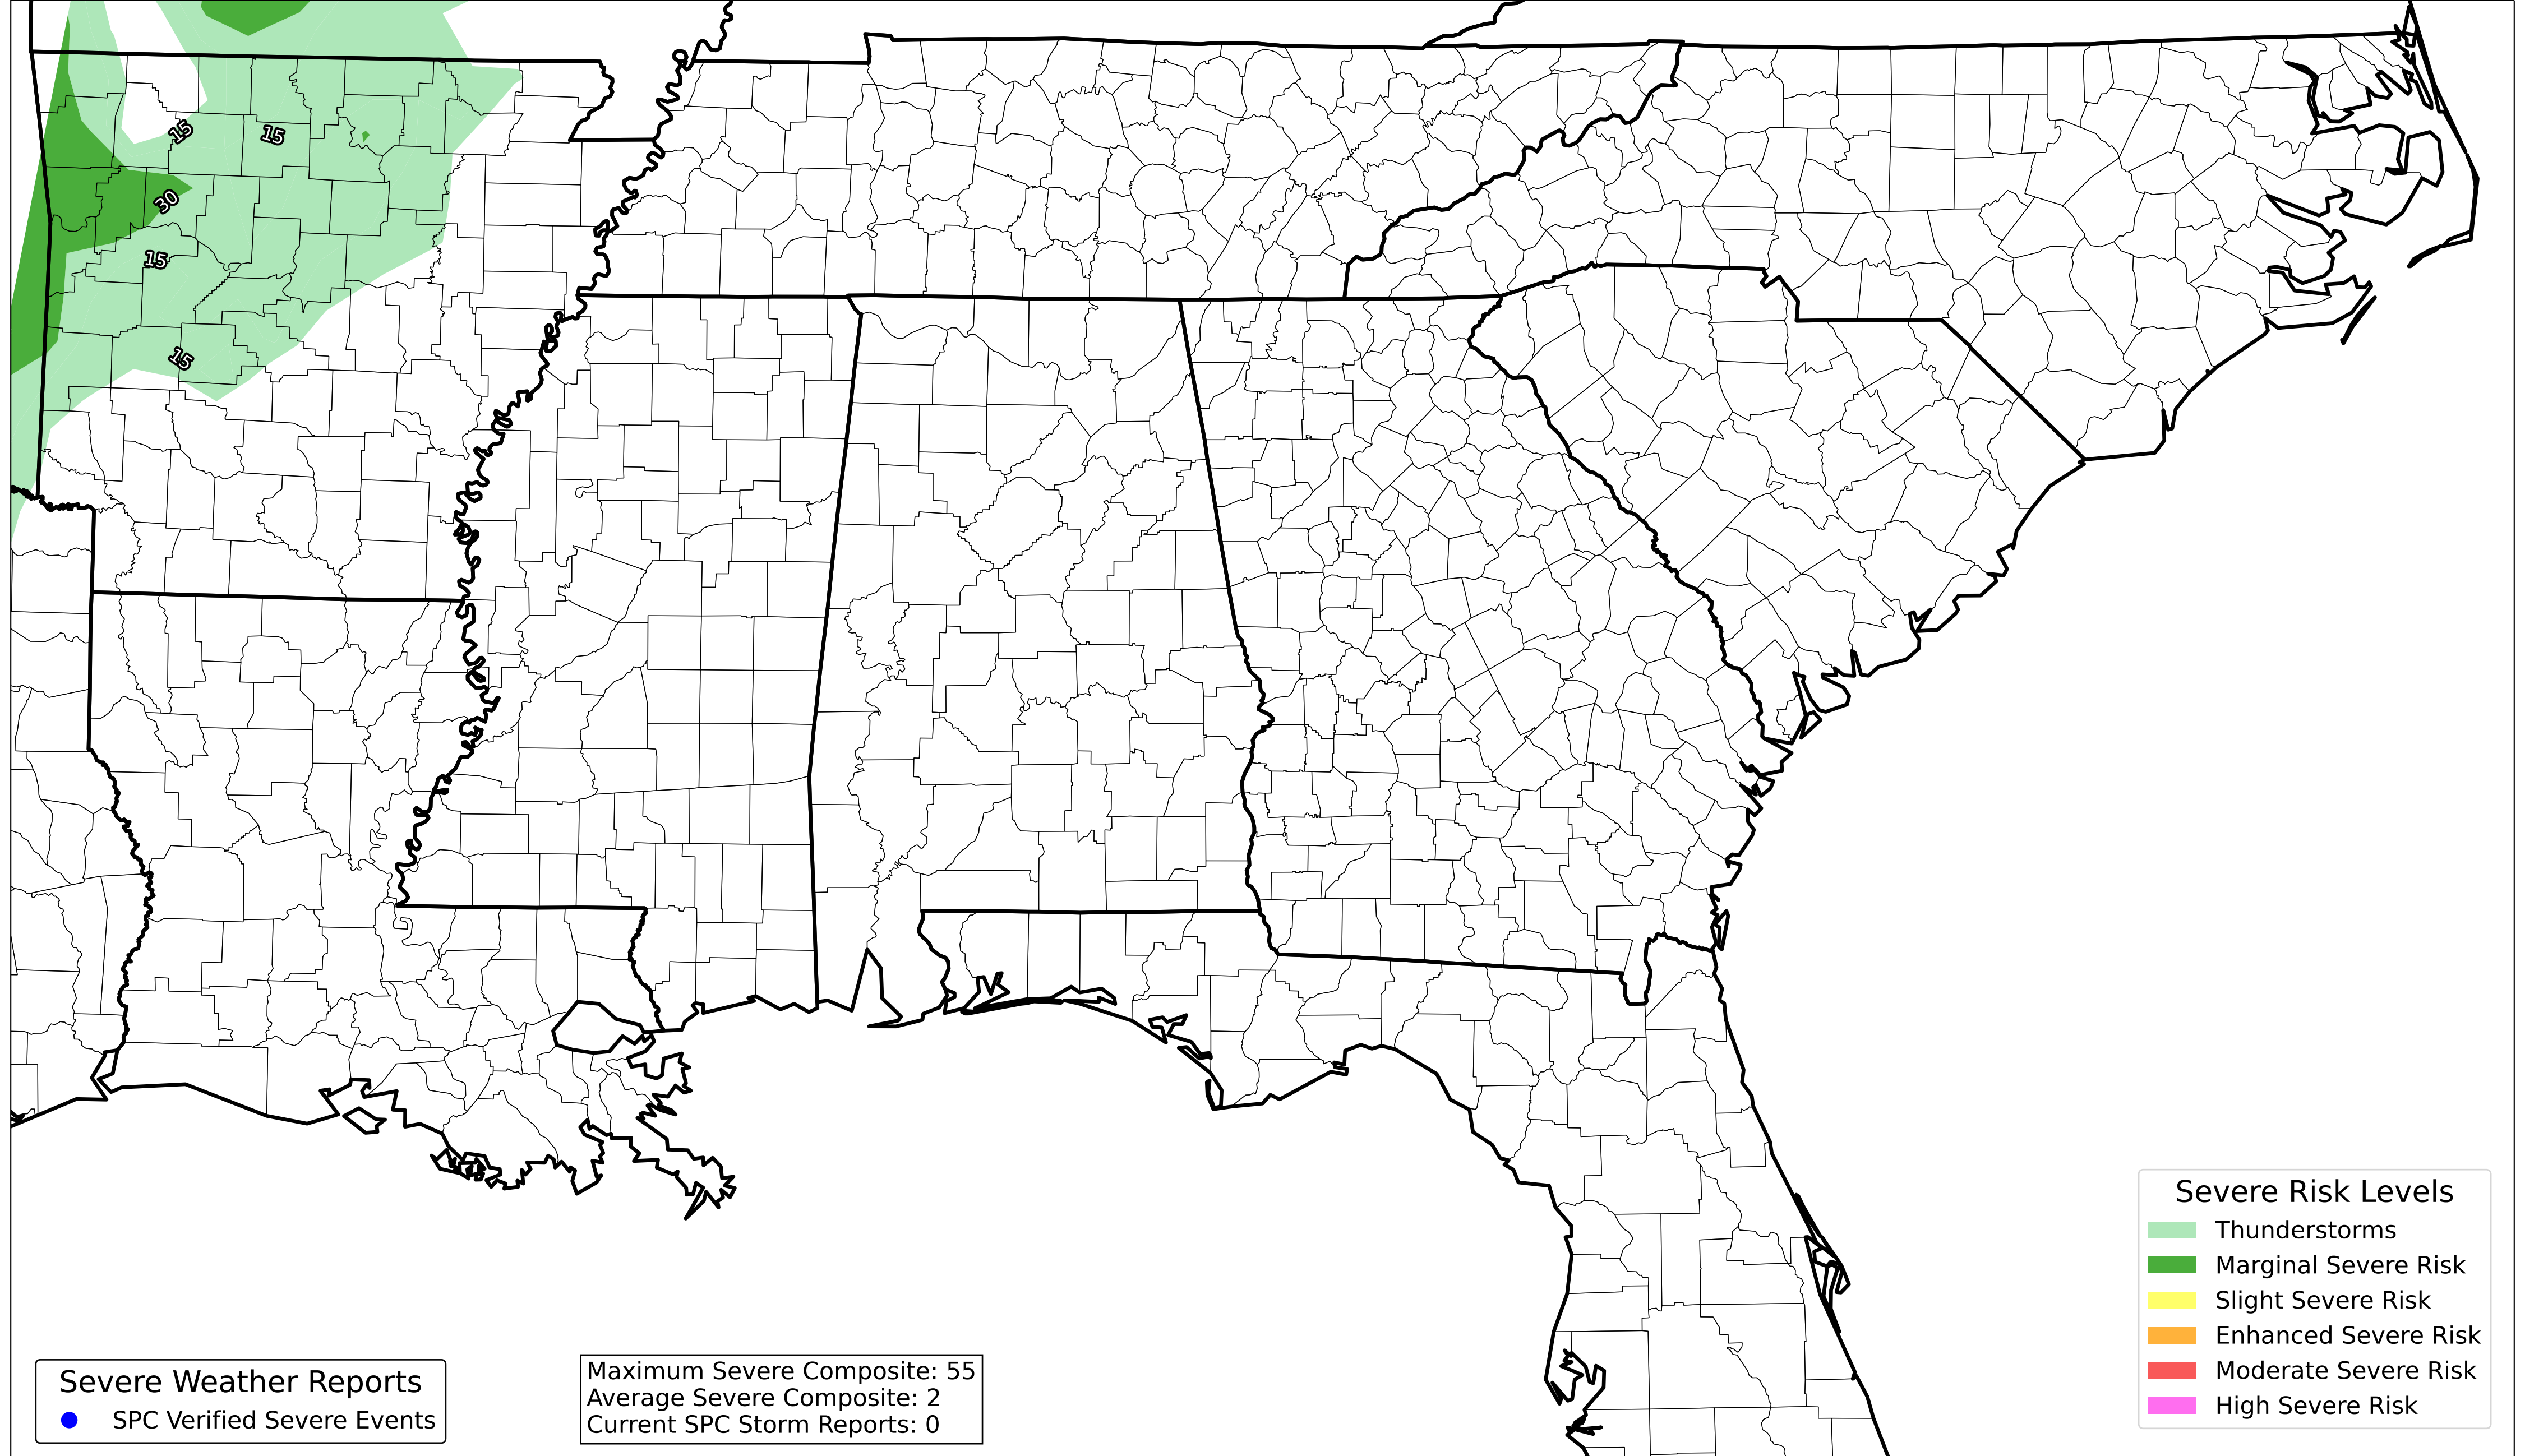 15
15
30
15
15
Severe Risk Levels
Thunderstorms
Marginal Severe Risk
Slight Severe Risk
Enhanced Severe Risk
Moderate Severe Risk
High Severe Risk
Severe Weather Reports
SPC Verified Severe Events
Maximum Severe Composite: 55
Average Severe Composite: 2
Current SPC Storm Reports: 0